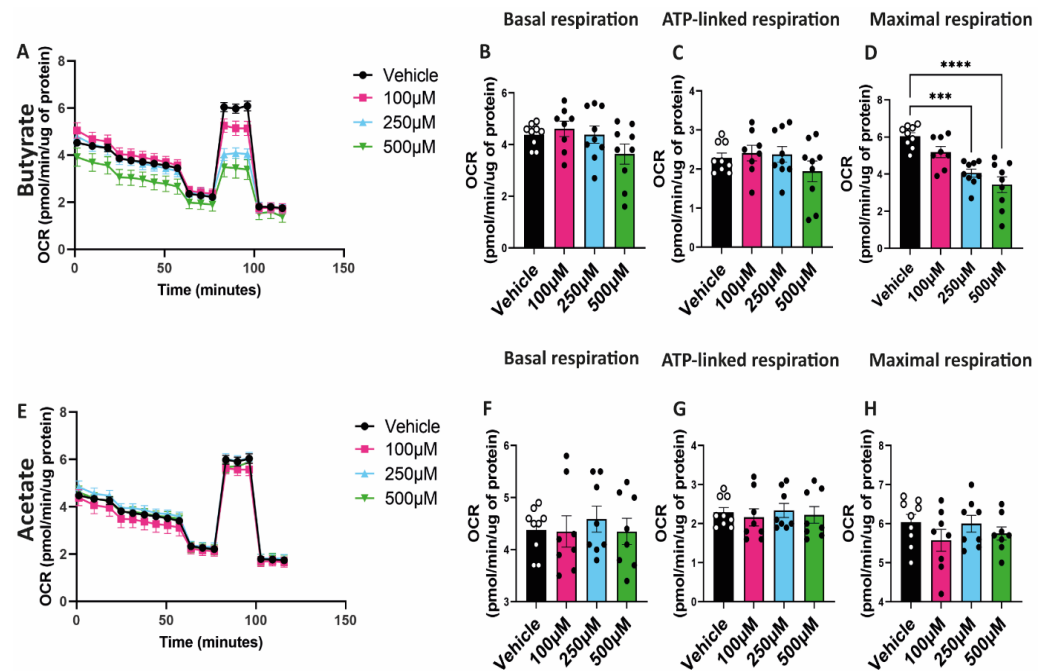 Basal respiration
ATP-linked respiration
Maximal respiration
A
Butyrate
OCR (pmol/min/ug of protein)
8
6
4
2
0
0
50
100
150
Time (minutes)
Vehicle
100µM
250µM
500µM
B
OCR
(pmol/min/ug of protein)
6
4
2
0
Vehicle
100µM
250µM
500µM
C
OCR
(pmol/min/ug of protein)
4
3
2
1
0
Vehicle
100µM
250µM
500µM
D
****
***
OCR
(pmol/min/ug of protein)
8
6
4
2
0
Vehicle
100µM
250µM
500µM
Basal respiration
ATP-linked respiration
Maximal respiration
E
Acetate
OCR (pmol/min/ug protein)
8
6
4
2
0
0
50
100
150
Time (minutes)
Vehicle
100µM
250µM
500µM
F
OCR
(pmol/min/ug of protein)
6
5
4
3
Vehicle
100µM
250µM
500µM
G
OCR
(pmol/min/ug of protein)
4
3
2
1
0
Vehicle
100µM
250µM
500µM
H
OCR
(pmol/min/ug of protein)
8
7
6
5
4
Vehicle
100µM
250µM
500µM